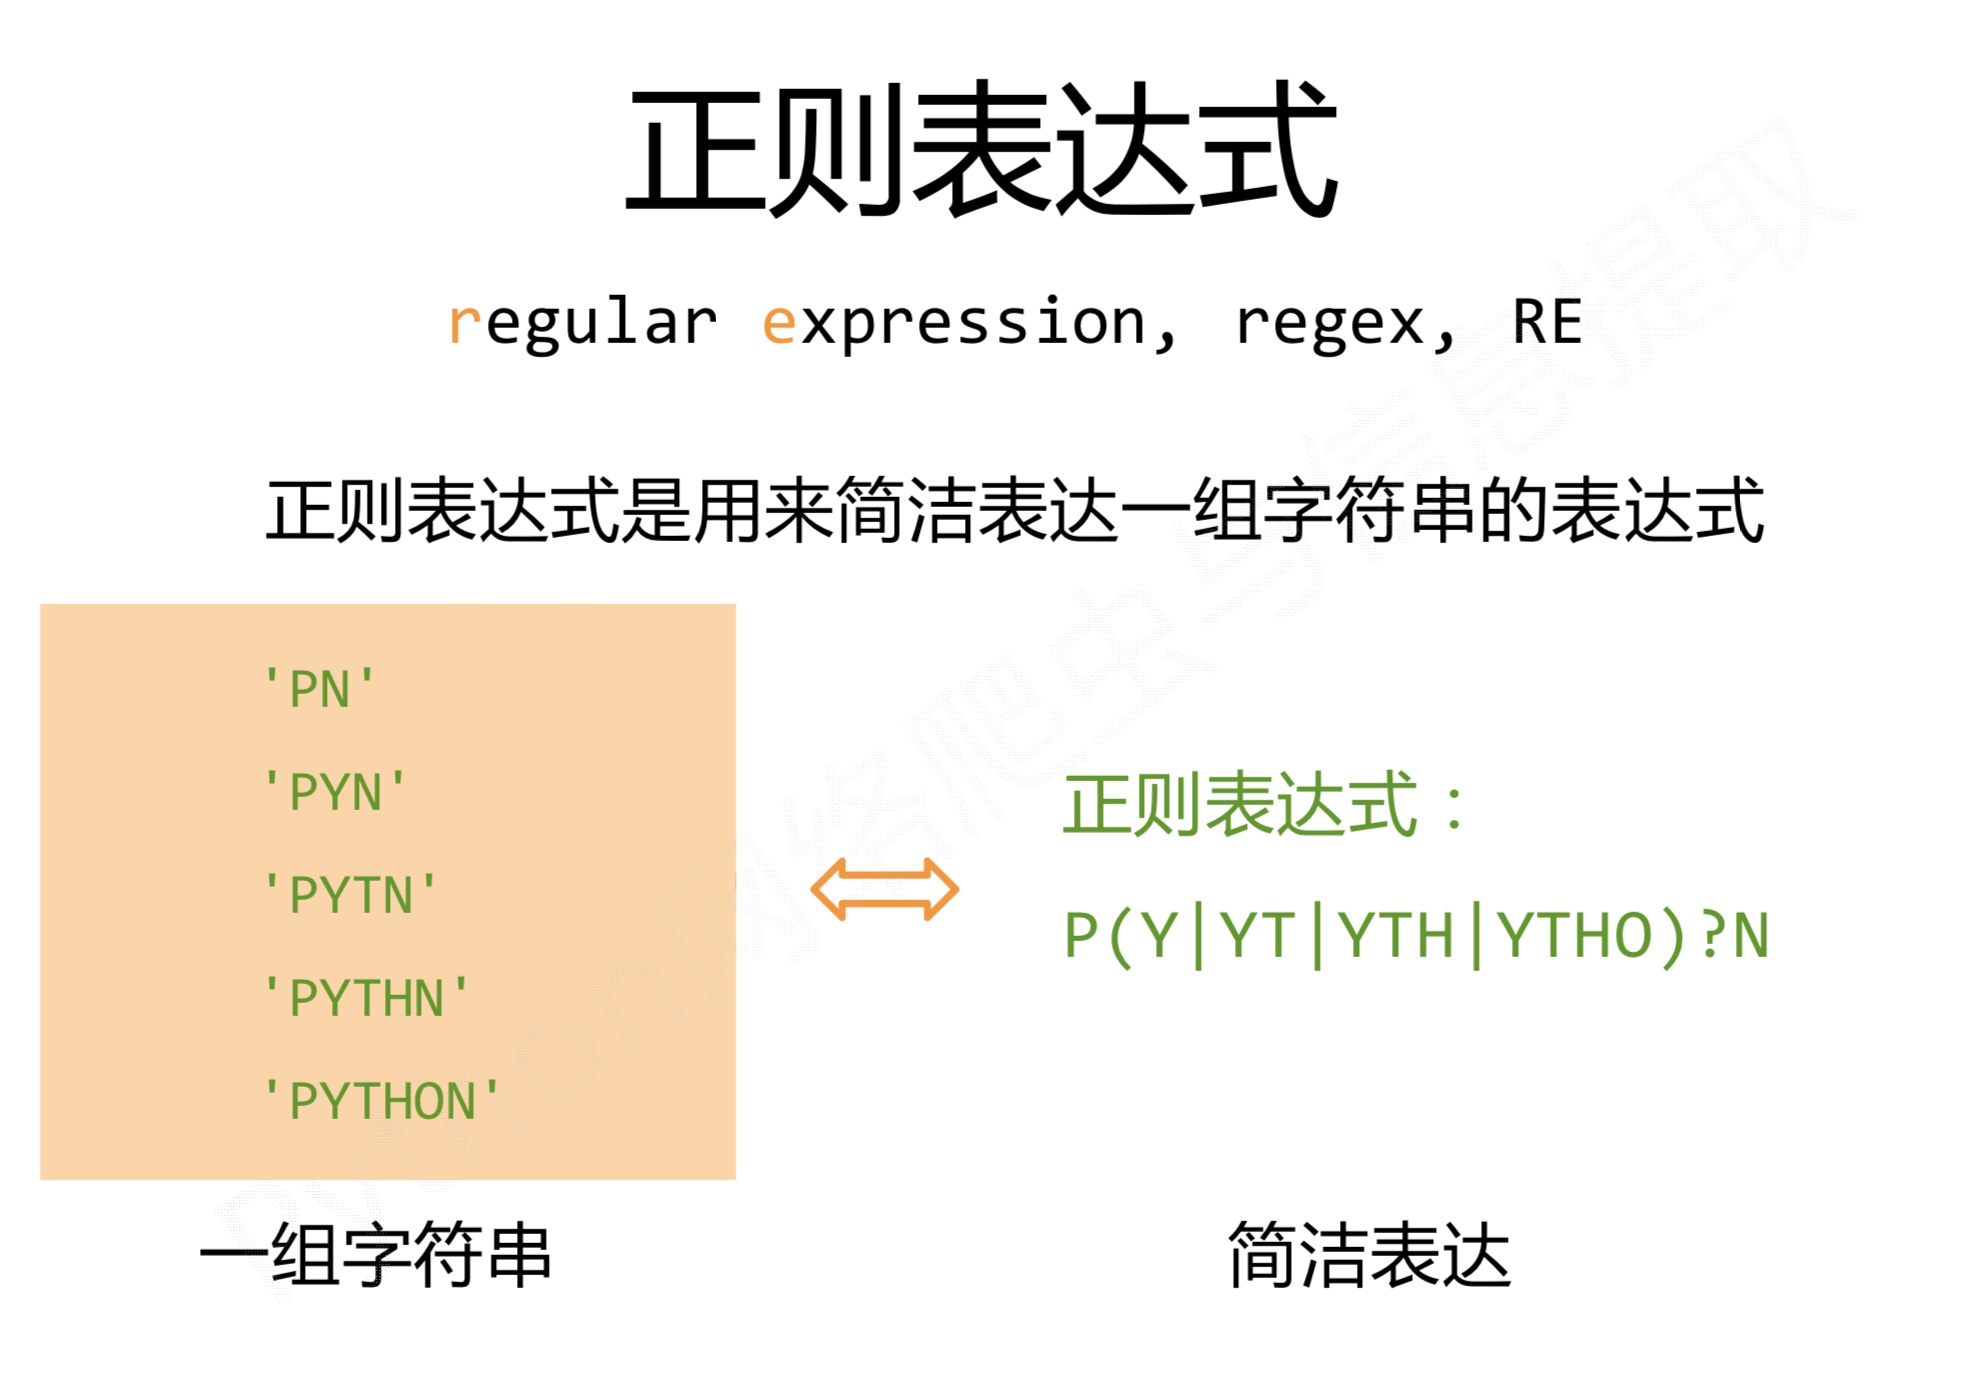 正则表达式
regular expression, regex, RE
正则表达式是用来简洁表达一组字符串的表达式
'PN'
'PYN'
'PYTN'
'PYTHN'
'PYTHON'
一组字符串
正则表达式：
P(Y|YT|YTH|YTHO)?N
简洁表达
Python网络爬虫与信息提取